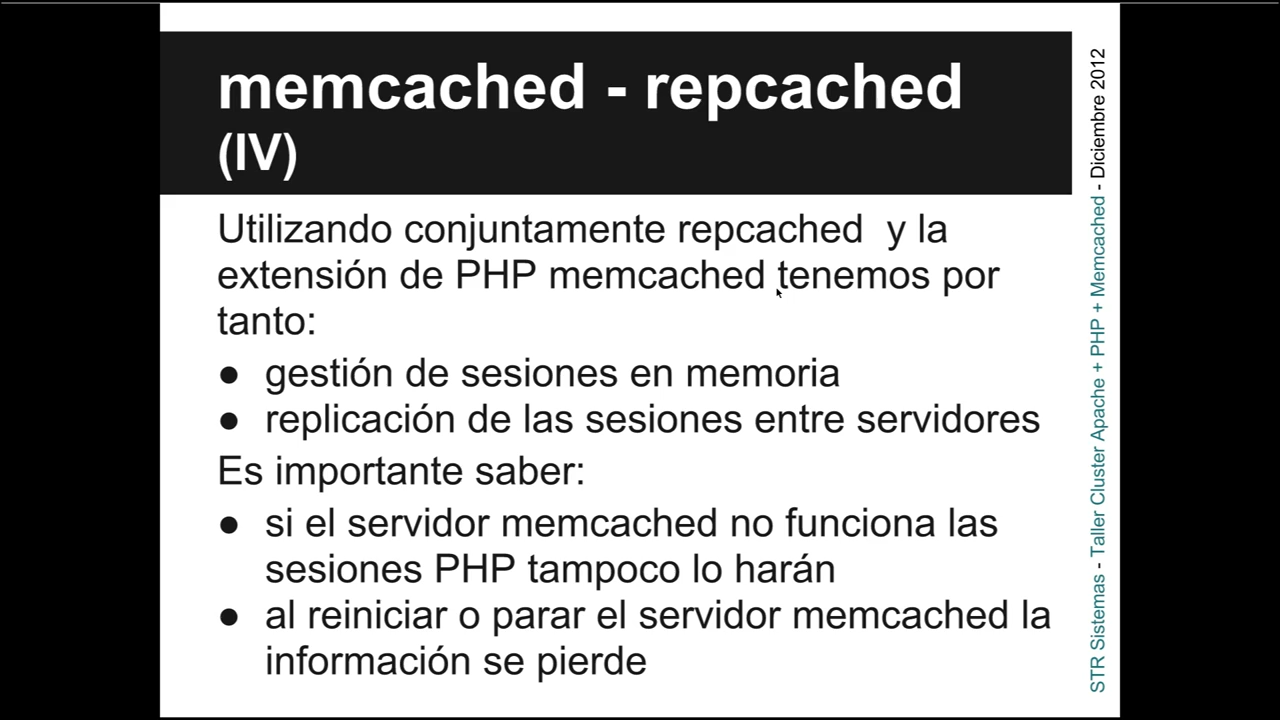 memcached - repcached
(IV)
Utilizando conjuntamente repcached  y la
extensión de PHP memcached tenemos por
tanto:
● gestión de sesiones en memoria
● replicación de las sesiones entre servidores
Es importante saber:
● si el servidor memcached no funciona las
sesiones PHP tampoco lo harán
● al reiniciar o parar el servidor memcached la
información se pierde
STR Sistemas - Taller Cluster Apache + PHP + Memcached - Diciembre 2012